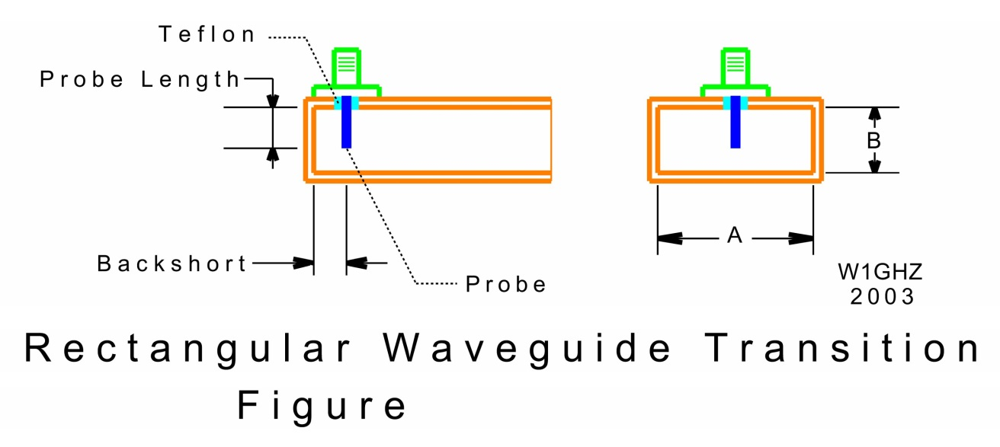 Teflon
Probe Length
B
A
Backshort
Probe
W1GHZ
2003
Rectangular Waveguide Transition
Figure